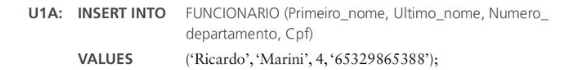 U1A: INSERT INTO FUNCIONARIO (Primeiro_nome, Ultimo_nome, Numero_
departamento, Cpf)
VALUES (‘Ricardo’, ‘Marini’, 4, ‘65329865388’);